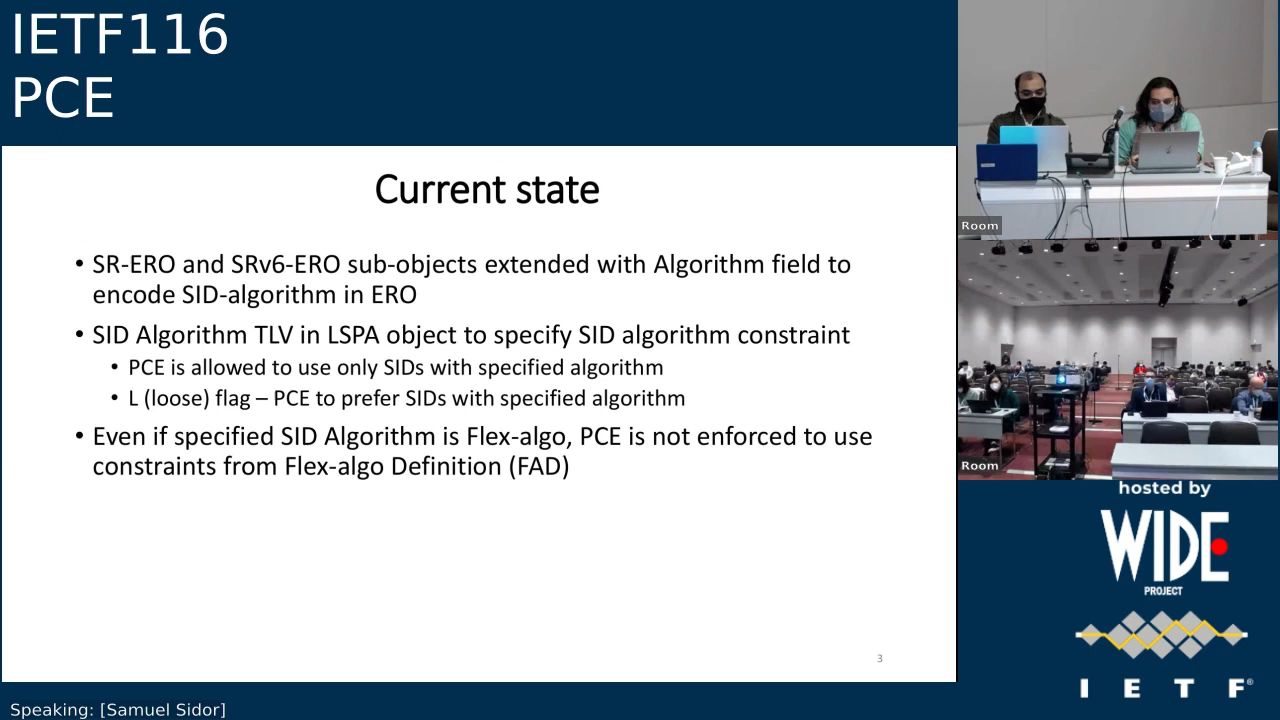 IETF116
PCE
Current state
• SR-ERO and SRv6-ERO sub-objects extended with Algorithm field to
encode SID-algorithm in ERO
• SID Algorithm TLV in LSPA object to specify SID algorithm constraint
• PCE is allowed to use only SIDs with specified algorithm
• L (loose) flag – PCE to prefer SIDs with specified algorithm
• Even if specified SID Algorithm is Flex-algo, PCE is not enforced to use
constraints from Flex-algo Definition (FAD)
3
Room
Room
hosted by
WIDE
PROJECT
I E T F®
Speaking: [Samuel Sidor]